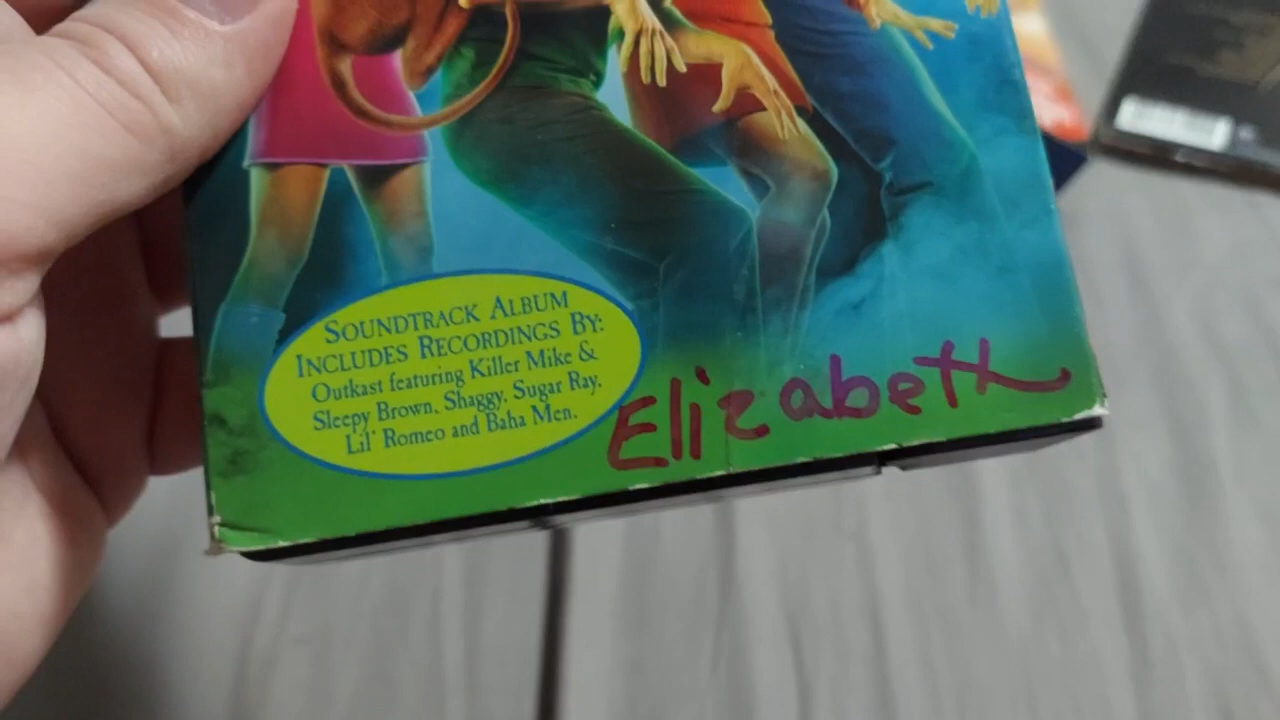 SOUNDTRACK ALBUM
INCLUDES RECORDINGS BY:
Outkast featuring Killer Mike &
Sleepy Brown, Shaggy, Sugar Ray,
Lil' Romeo and Baha Men.
Elizabeth